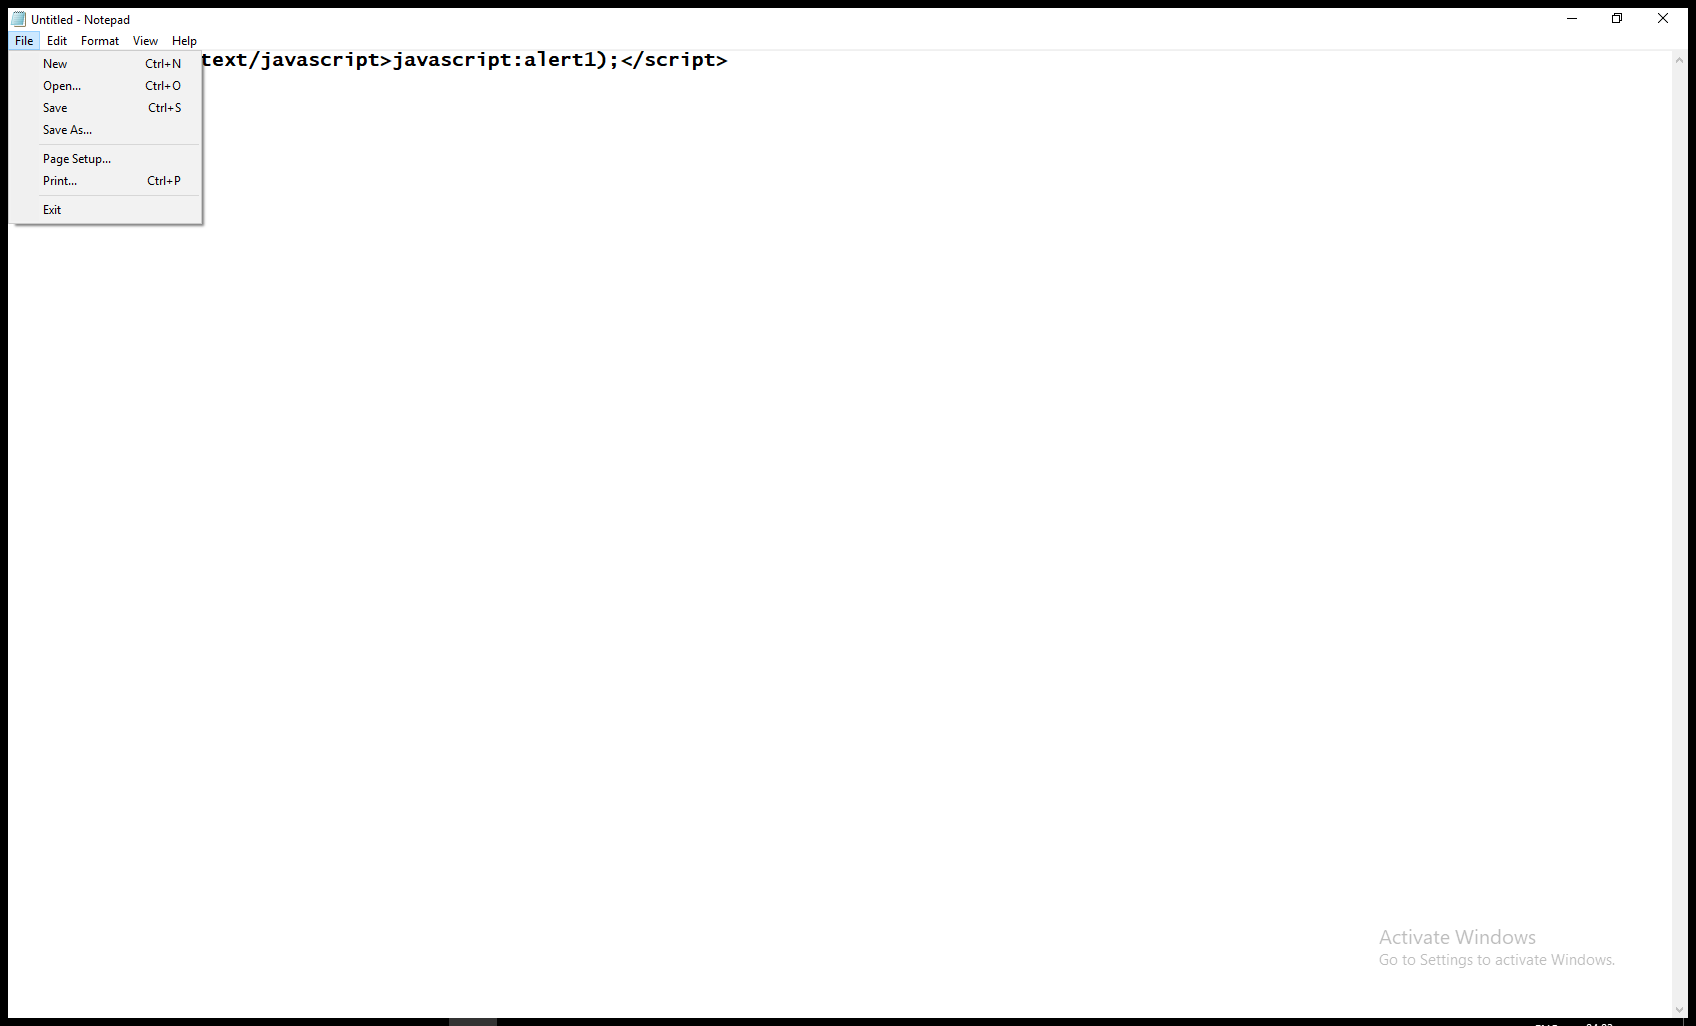 Untitled - Notepad
File Edit Format View Help
text/javascript>javascript:alert1);</script>
New Ctrl+N
Open... Ctrl+O
Save Ctrl+S
Save As...
Page Setup...
Print... Ctrl+P
Exit
Activate Windows
Go to Settings to activate Windows.